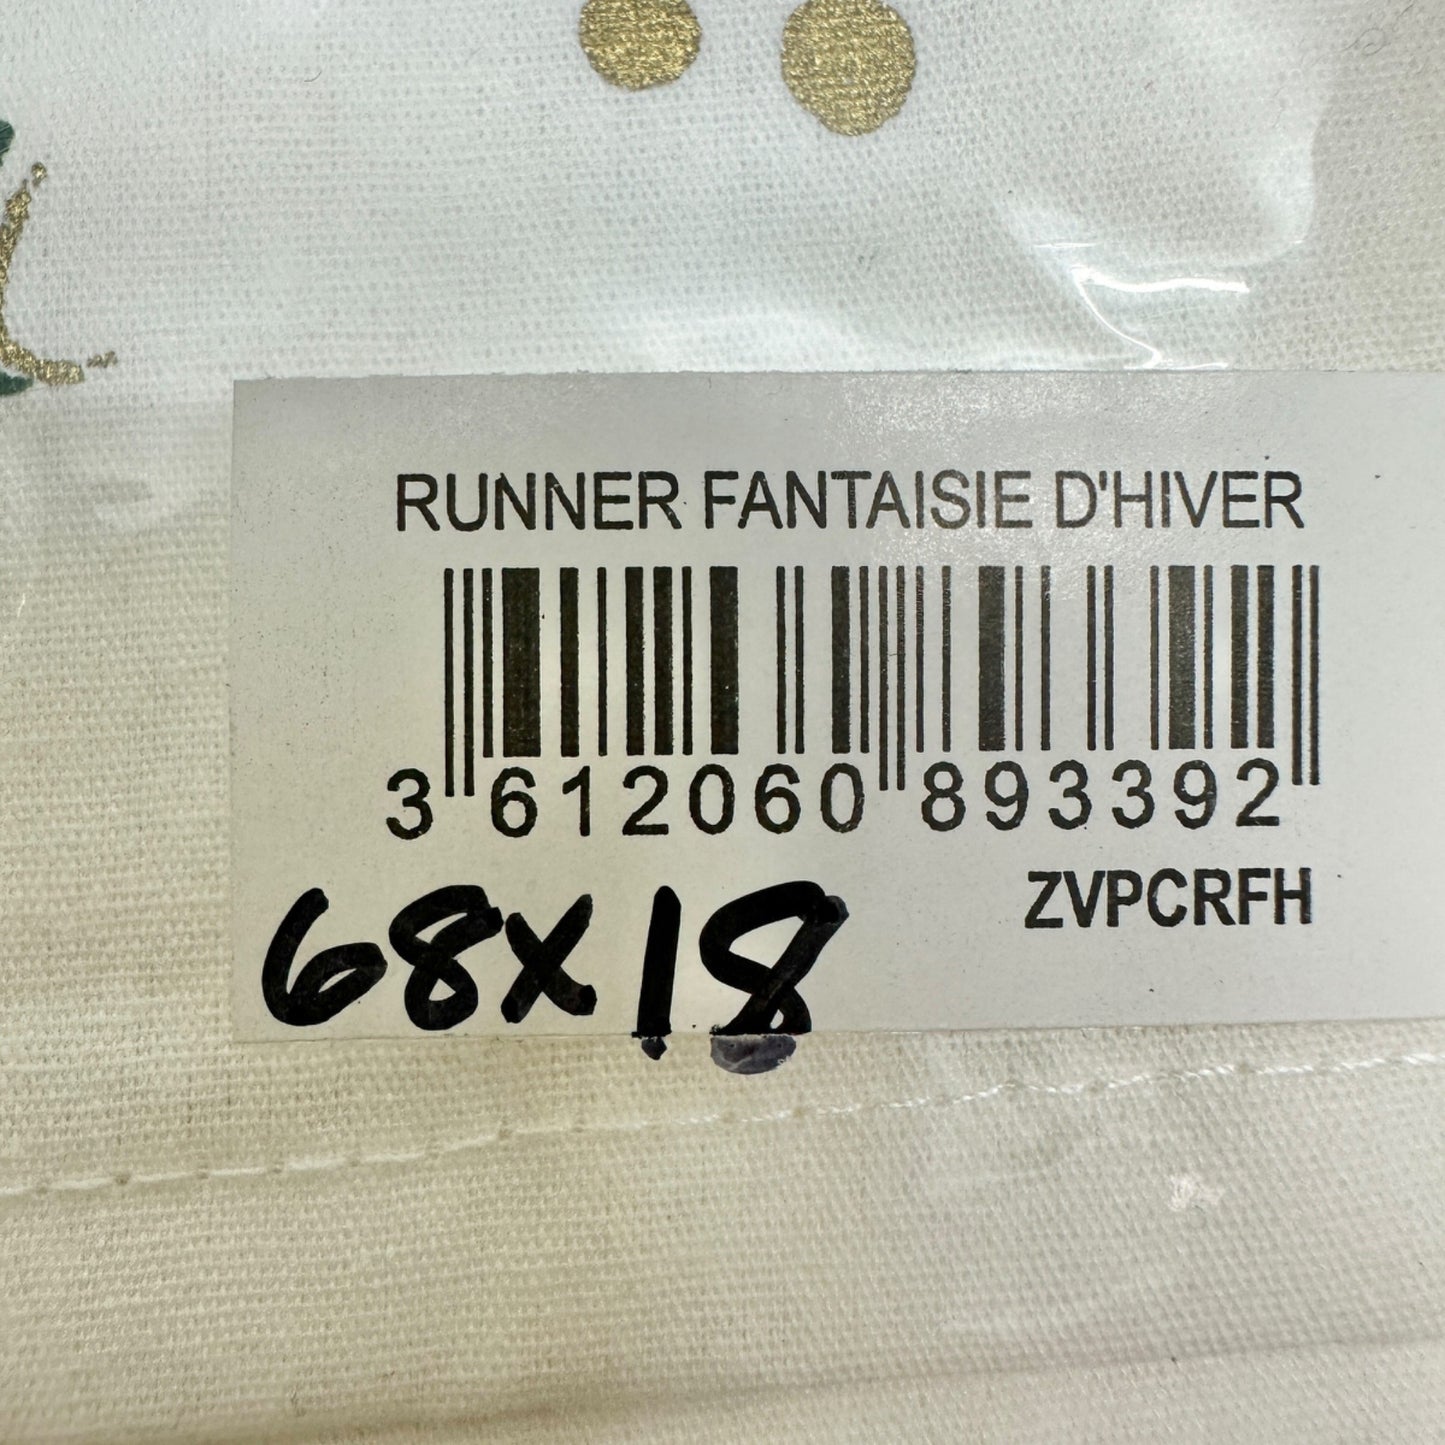 RUNNER FANTAISIE D'HIVER
3 612060 893392
ZVPCRFH
68X18